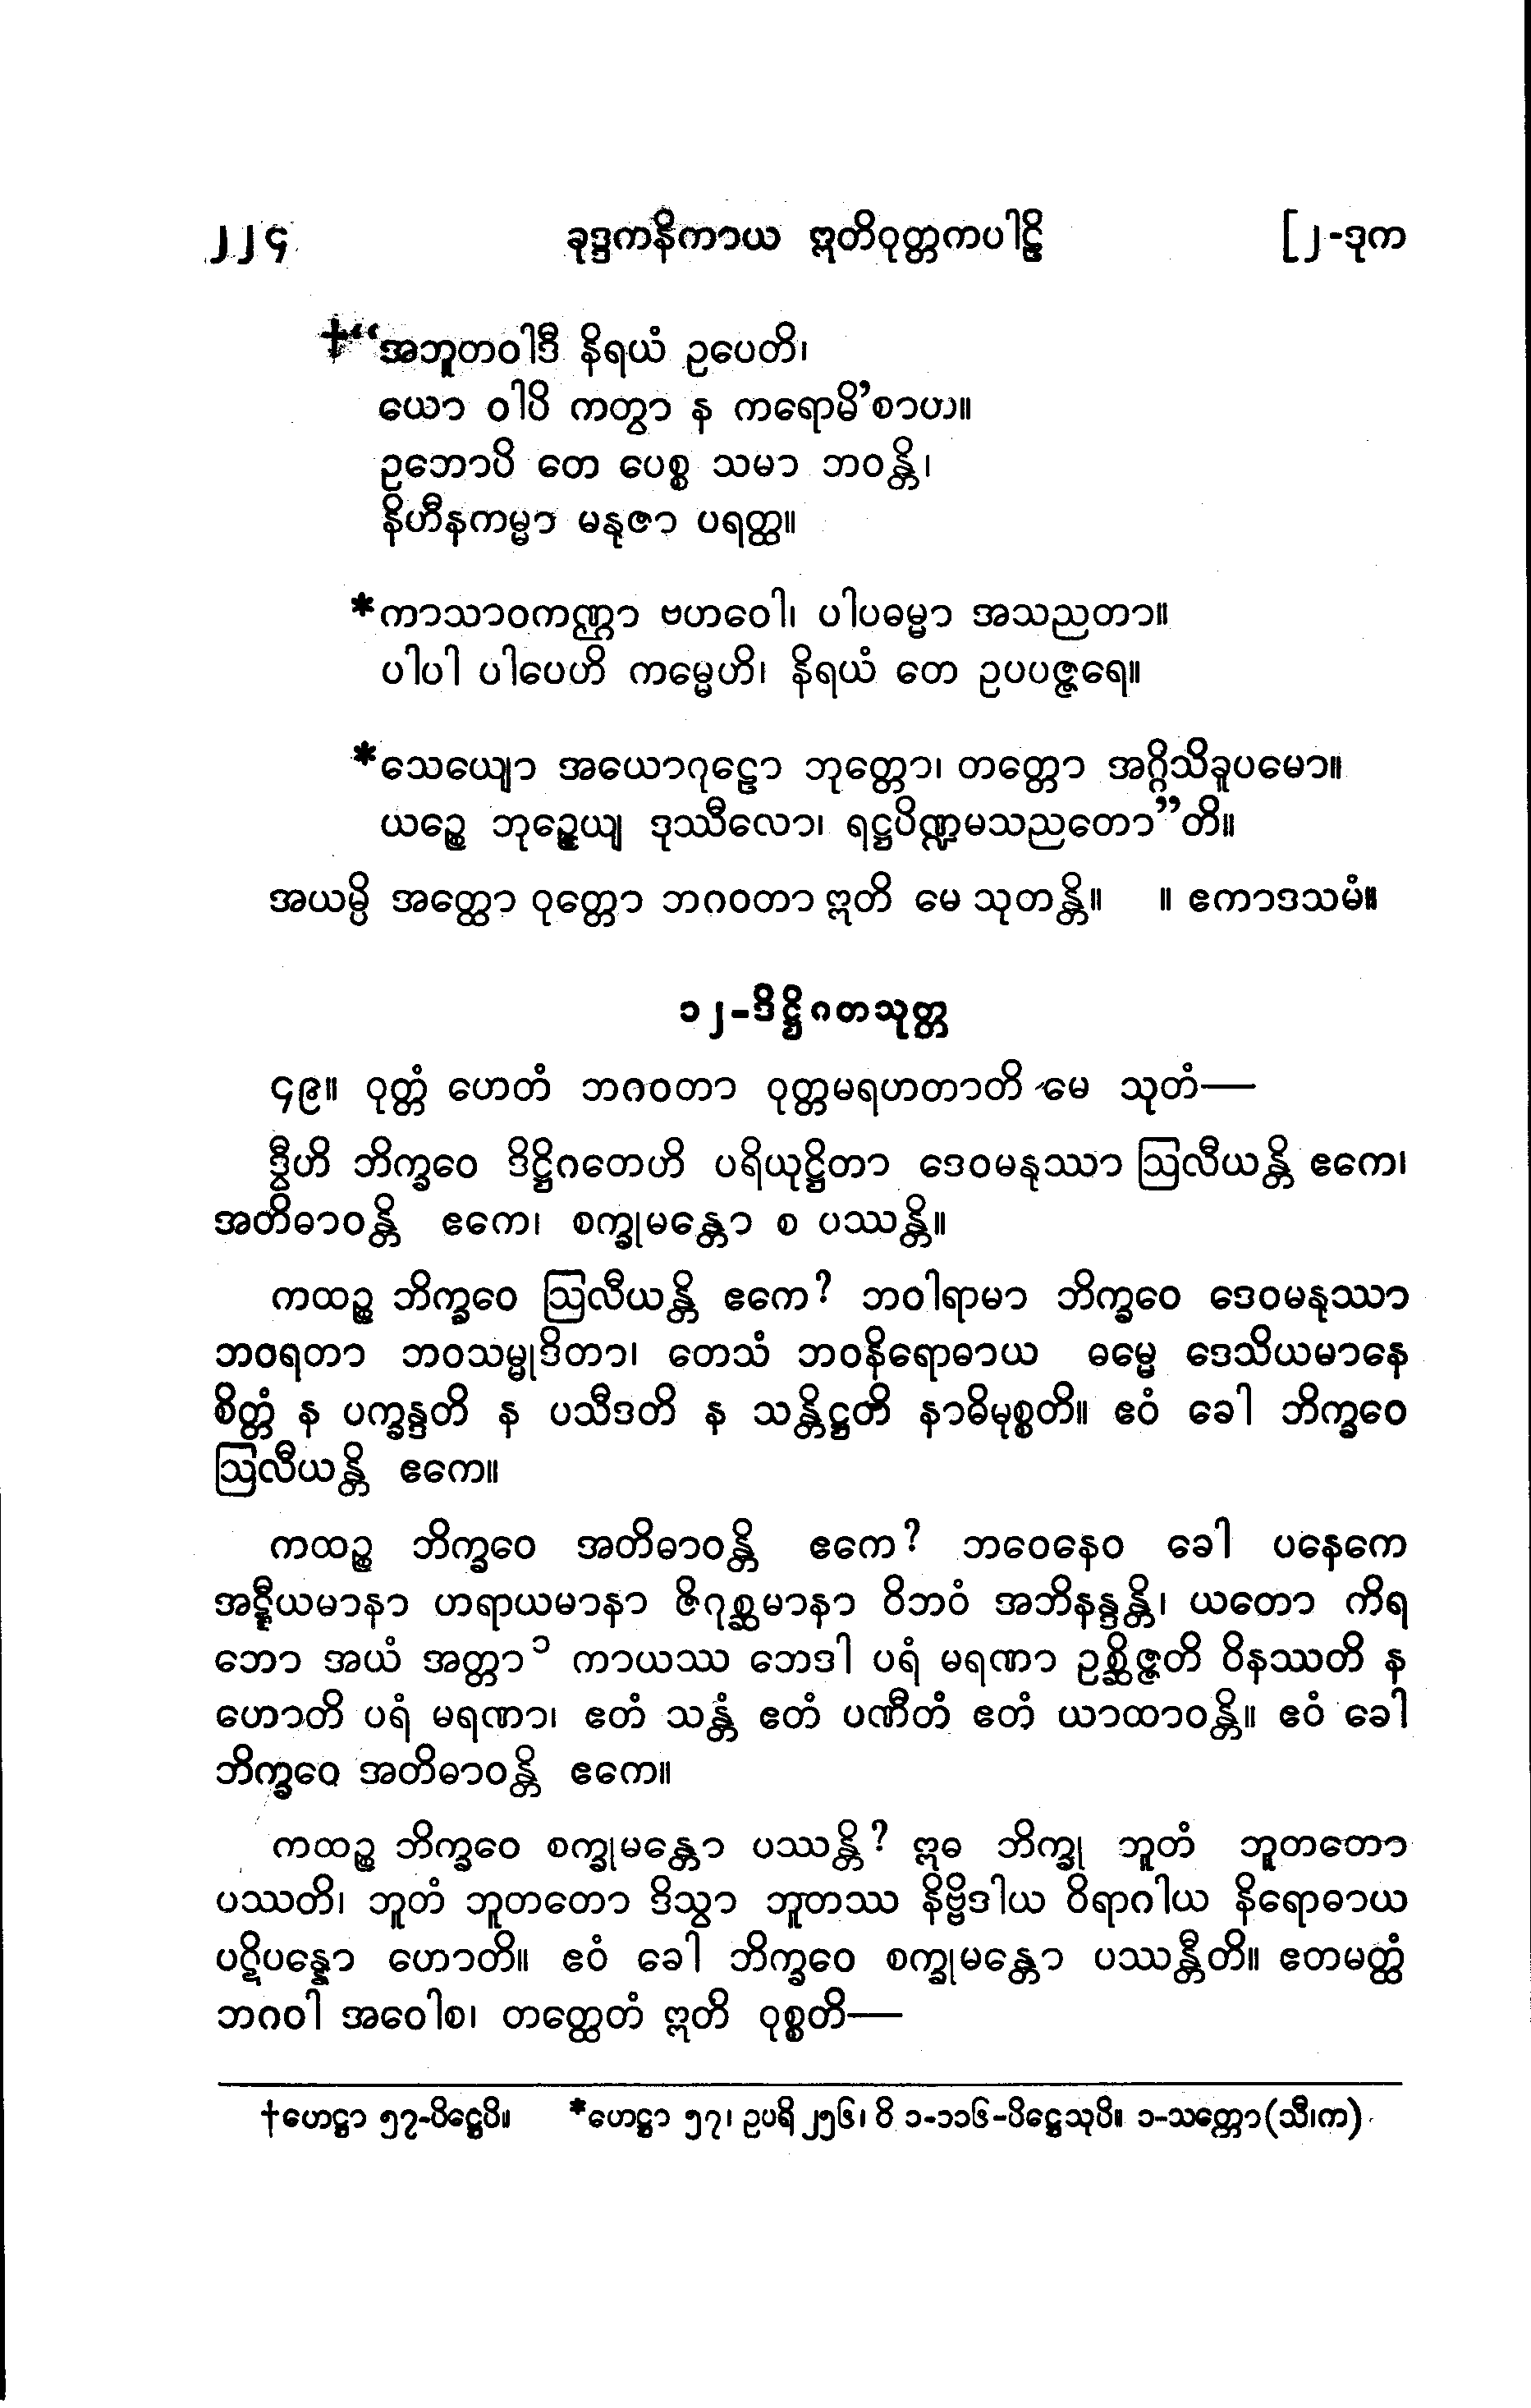 ၂၂၄ ခုဒ္ဒကနိကာယ ဣတိဝုတ္တကပါဠိ [၂-ဒုက
†“အဘူတဝါဒီ နိရယံ ဥပေတိ၊
ယော ဝါပိ ကတွာ န ကရောမိ’စာဟ။
ဥဘောပိ တေ ပေစ္စ သမာ ဘဝန္တိ၊
နိဟီနကမ္မာ မနုဇာ ပရတ္ထ။
*ကာသာဝကဏ္ဌာ ဗဟဝေါ၊ ပါပဓမ္မာ အသညတာ။
ပါပါ ပါပေဟိ ကမ္မေဟိ၊ နိရယံ တေ ဥပပဇ္ဇရေ။
*သေယျော အယောဂုဠော ဘုတ္တော၊ တတ္တော အဂ္ဂိသိခူပမော။
ယဉ္စေ ဘုဉ္ဇေယျ ဒုဿီလော၊ ရဋ္ဌပိဏ္ဍမသညတော”တိ။
အယမ္ပိ အတ္ထော ဝုတ္တော ဘဂဝတာ ဣတိ မေ သုတန္တိ။ ။ ဧကာဒသမံ။
၁၂-ဒိဋ္ဌိဂတသုတ္တ
၄၉။ ဝုတ္တံ ဟေတံ ဘဂဝတာ ဝုတ္တမရဟတာတိ မေ သုတံ—
ဒွီဟိ ဘိက္ခဝေ ဒိဋ္ဌိဂတေဟိ ပရိယုဋ္ဌိတာ ဒေဝမနုဿာ ဩလီယန္တိ ဧကေ၊
အတိဓာဝန္တိ ဧကေ၊ စက္ခုမန္တော စ ပဿန္တိ။
ကထဉ္စ ဘိက္ခဝေ ဩလီယန္တိ ဧကေ? ဘဝါရာမာ ဘိက္ခဝေ ဒေဝမနုဿာ
ဘဝရတာ ဘဝသမ္မုဒိတာ၊ တေသံ ဘဝနိရောဓာယ ဓမ္မေ ဒေသိယမာနေ
စိတ္တံ န ပက္ခန္ဒတိ န ပသီဒတိ န သန္တိဋ္ဌတိ နာဓိမုစ္စတိ။ ဧဝံ ခေါ ဘိက္ခဝေ
ဩလီယန္တိ ဧကေ။
ကထဉ္စ ဘိက္ခဝေ အတိဓာဝန္တိ ဧကေ? ဘဝေနေဝ ခေါ ပနေကေ
အဋ္ဋီယမာနာ ဟရာယမာနာ ဇိဂုစ္ဆမာနာ ဝိဘဝံ အဘိနန္ဒန္တိ၊ ယတော ကိရ
ဘော အယံ အတ္တာ ၁ ကာယဿ ဘေဒါ ပရံ မရဏာ ဥစ္ဆိဇ္ဇတိ ဝိနဿတိ န
ဟောတိ ပရံ မရဏာ၊ ဧတံ သန္တံ ဧတံ ပဏီတံ ဧတံ ယာထာဝန္တိ။ ဧဝံ ခေါ
ဘိက္ခဝေ အတိဓာဝန္တိ ဧကေ။
ကထဉ္စ ဘိက္ခဝေ စက္ခုမန္တော ပဿန္တိ? ဣဓ ဘိက္ခု ဘူတံ ဘူတတော
ပဿတိ၊ ဘူတံ ဘူတတော ဒိသွာ ဘူတဿ နိဗ္ဗိဒါယ ဝိရာဂါယ နိရောဓာယ
ပဋိပန္နော ဟောတိ။ ဧဝံ ခေါ ဘိက္ခဝေ စက္ခုမန္တော ပဿန္တီတိ။ ဧတမတ္ထံ
ဘဂဝါ အဝေါစ၊ တတ္ထေတံ ဣတိ ဝုစ္စတိ—
†ဟေဋ္ဌာ ၅၇-ပိဋ္ဌေပိ။ *ဟေဋ္ဌာ ၅၇၊ ဥပရိ ၂၅၆၊ ဝိ ၁-၁၁၆-ပိဋ္ဌေသုပိ။ ၁-သတ္တော (သီ၊က)